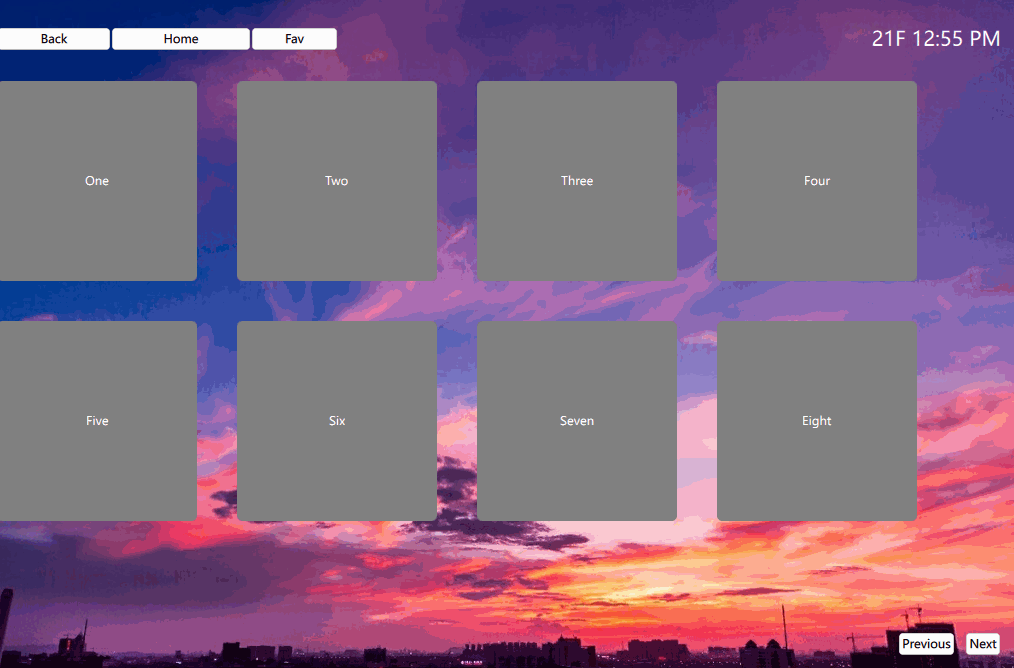 Back Home Fav 21F 12:55 PM
One Two Three Four
Five Six Seven Eight
Previous Next